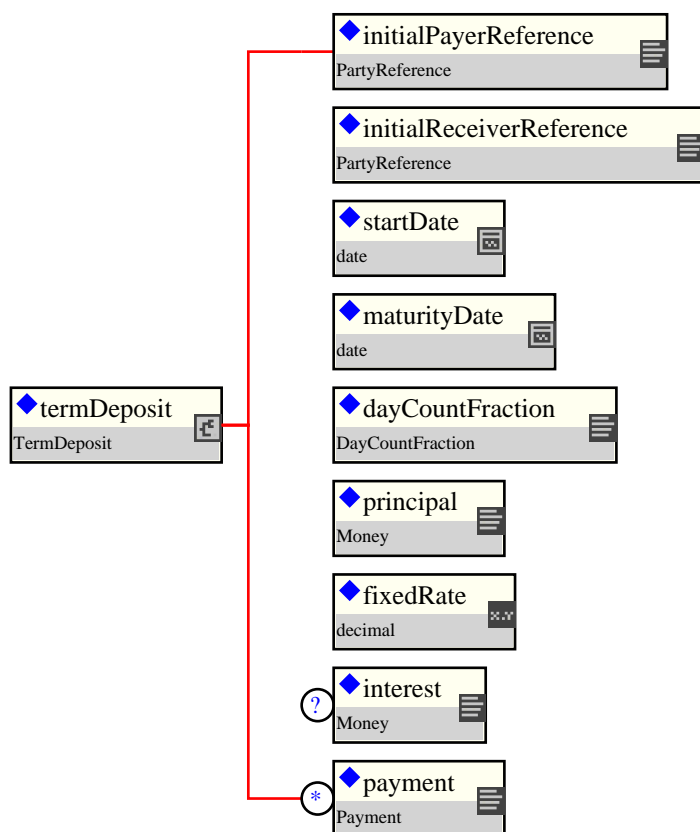 initialPayerReference
PartyReference
initialReceiverReference
PartyReference
startDate
date
maturityDate
date
termDeposit
TermDeposit
dayCountFraction
DayCountFraction
principal
Money
fixedRate
x.y
decimal
?
interest
Money
*
payment
Payment